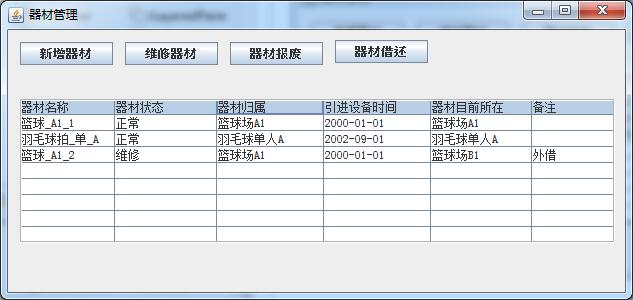 器材管理
新增器材 维修器材 器材报废 器材借还
器材名称 器材状态 器材归属 引进设备时间 器材目前所在 备注
篮球_A1_1 正常 篮球场A1 2000-01-01 篮球场A1
羽毛球拍_单_A 正常 羽毛球单人A 2002-09-01 羽毛球单人A
篮球_A1_2 维修 篮球场A1 2000-01-01 篮球场B1 外借